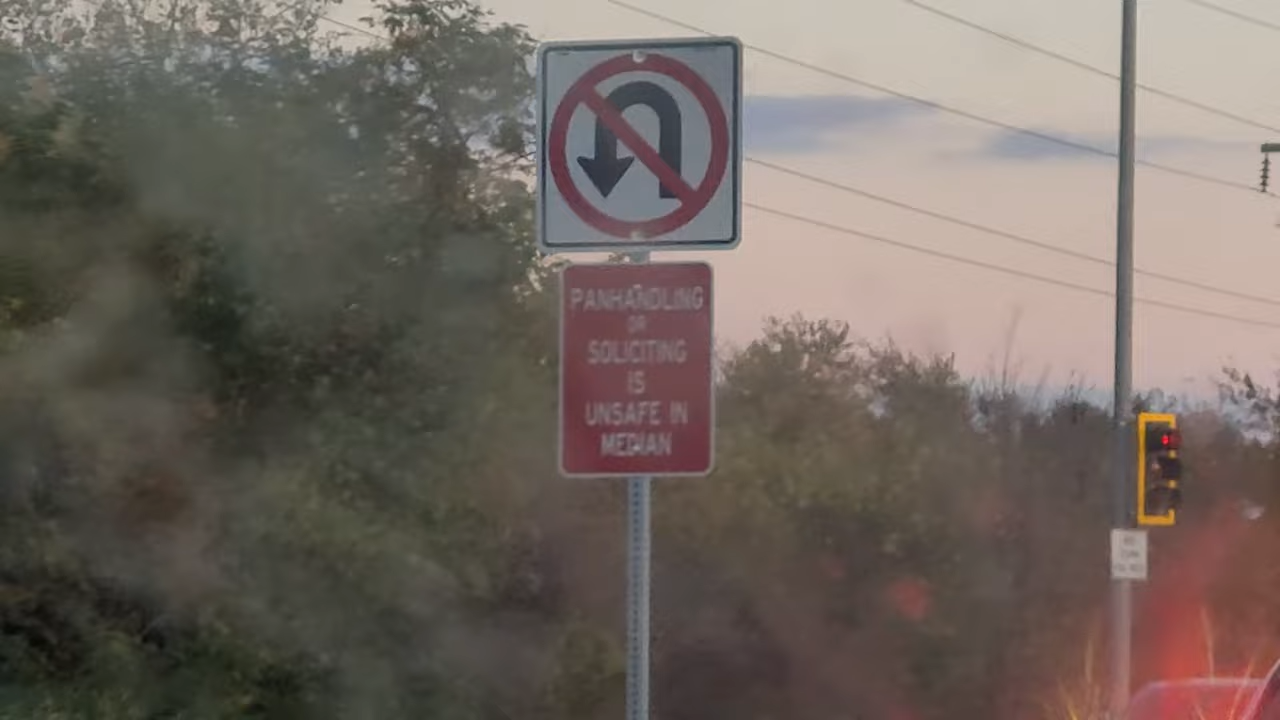 PANHANDLING
OR
SOLICITING
IS
UNSAFE IN
MEDIAN